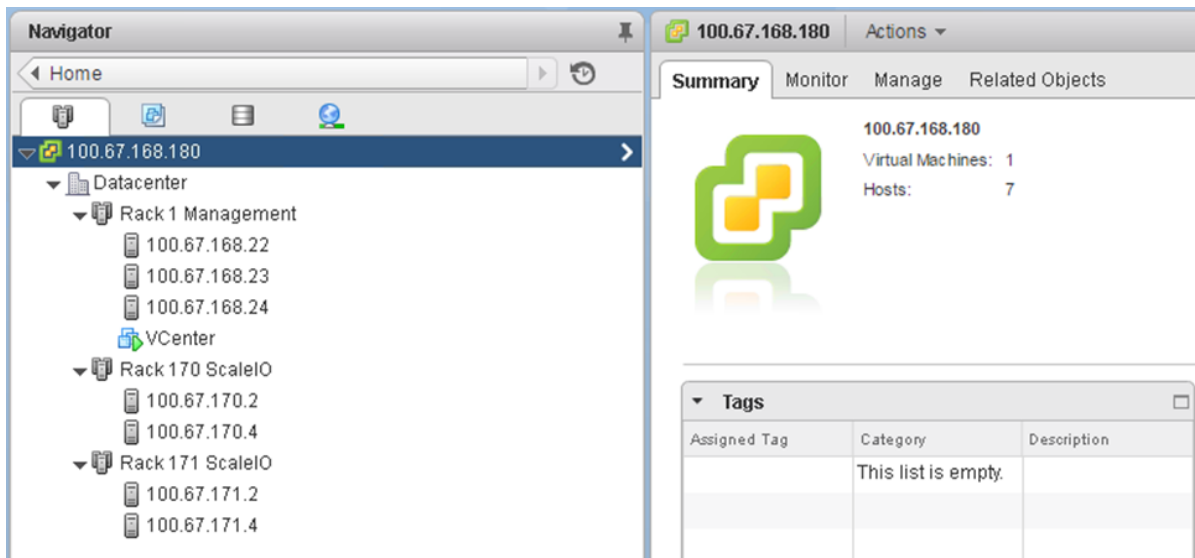 Navigator
Home
100.67.168.180
Datacenter
Rack 1 Management
100.67.168.22
100.67.168.23
100.67.168.24
VCenter
Rack 170 ScaleIO
100.67.170.2
100.67.170.4
Rack 171 ScaleIO
100.67.171.2
100.67.171.4
100.67.168.180 Actions
Summary Monitor Manage Related Objects
100.67.168.180
Virtual Machines: 1
Hosts: 7
Tags
Assigned Tag Category Description
This list is empty.